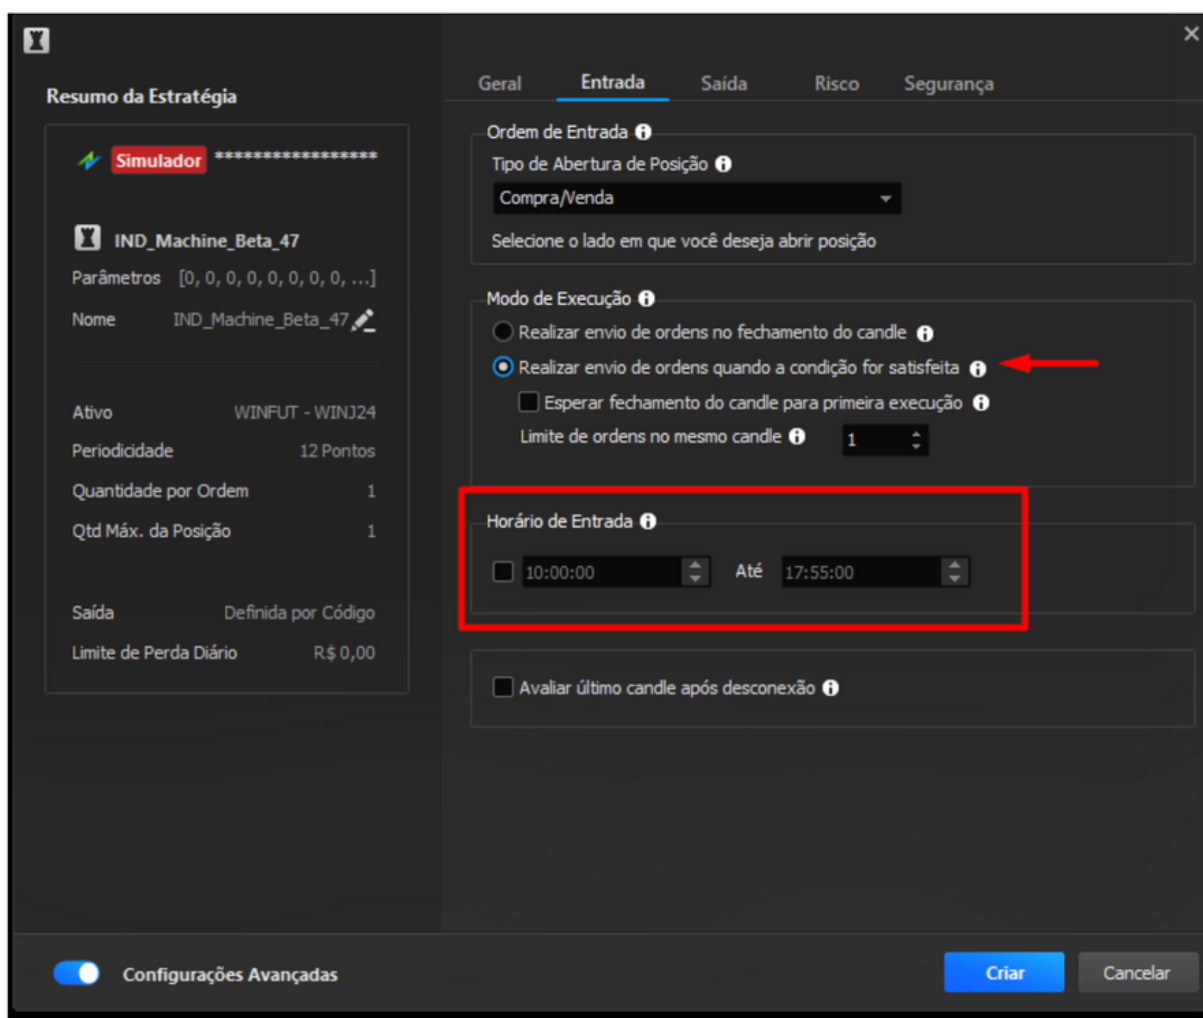 Resumo da Estratégia
Simulador ******************
IND_Machine_Beta_47
Parâmetros [0, 0, 0, 0, 0, 0, 0, 0, ...]
Nome IND_Machine_Beta_47
Ativo WINFUT - WINJ24
Periodicidade 12 Pontos
Quantidade por Ordem 1
Qtd Máx. da Posição 1
Saída Definida por Código
Limite de Perda Diário R$ 0,00
Geral Entrada Saída Risco Segurança
Ordem de Entrada
Tipo de Abertura de Posição
Compra/Venda
Selecione o lado em que você deseja abrir posição
Modo de Execução
Realizar envio de ordens no fechamento do candle
Realizar envio de ordens quando a condição for satisfeita
Esperar fechamento do candle para primeira execução
Limite de ordens no mesmo candle 1
Horário de Entrada
10:00:00 Até 17:55:00
Avaliar último candle após desconexão
Configurações Avançadas
Criar Cancelar